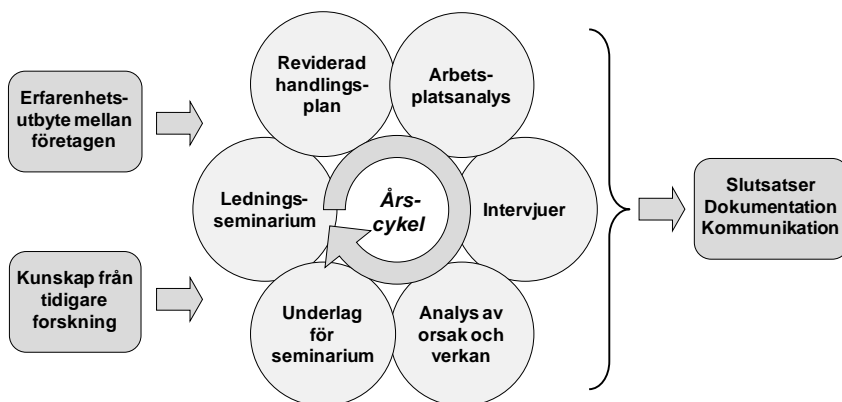 Erfarenhets-
utbyte mellan
företagen
Kunskap från
tidigare
forskning
Reviderad
handlings-
plan
Arbets-
platsanalys
Lednings-
seminarium
Års-
cykel
Intervjuer
Underlag
för
seminarium
Analys av
orsak och
verkan
Slutsatser
Dokumentation
Kommunikation